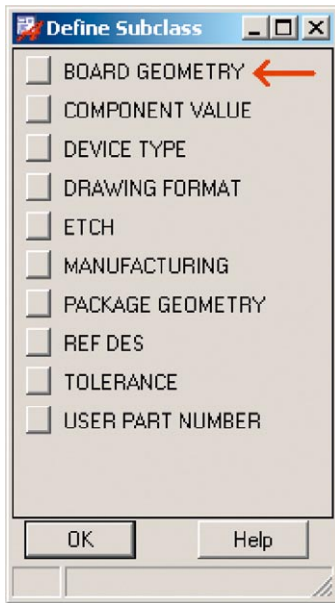 Define Subclass
BOARD GEOMETRY
COMPONENT VALUE
DEVICE TYPE
DRAWING FORMAT
ETCH
MANUFACTURING
PACKAGE GEOMETRY
REF DES
TOLERANCE
USER PART NUMBER
OK Help